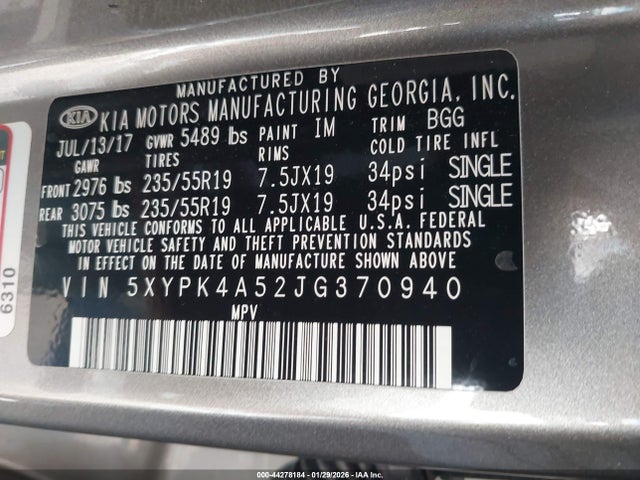 MANUFACTURED BY
KIA KIA MOTORS MANUFACTURING GEORGIA, INC.
JUL/13/17 GVWR 5489 lbs PAINT IM TRIM BGG
GAWR TIRES RIMS COLD TIRE INFL
FRONT 2976 lbs 235/55R19 7.5JX19 34psi SINGLE
REAR 3075 lbs 235/55R19 7.5JX19 34psi SINGLE
THIS VEHICLE CONFORMS TO ALL APPLICABLE U.S.A. FEDERAL
MOTOR VEHICLE SAFETY AND THEFT PREVENTION STANDARDS
IN EFFECT ON THE DATE OF MANUFACTURE SHOWN ABOVE
VIN 5XYPK4A52JG370940
MPV
6310
000-44278184 | 01/29/2026 - IAAI.COM